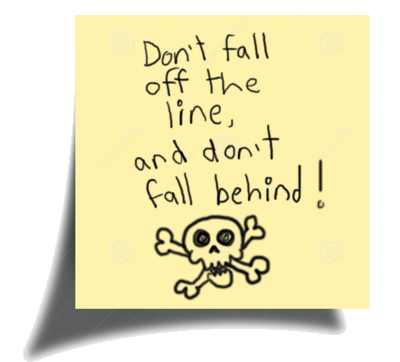 Don't fall
off the
line,
and don't
fall behind!